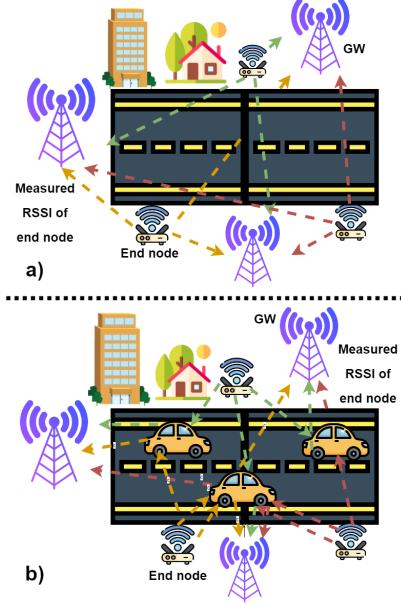 GW
Measured
RSSI of
end node
End node
a)
GW
Measured
RSSI of
end node
End node
b)